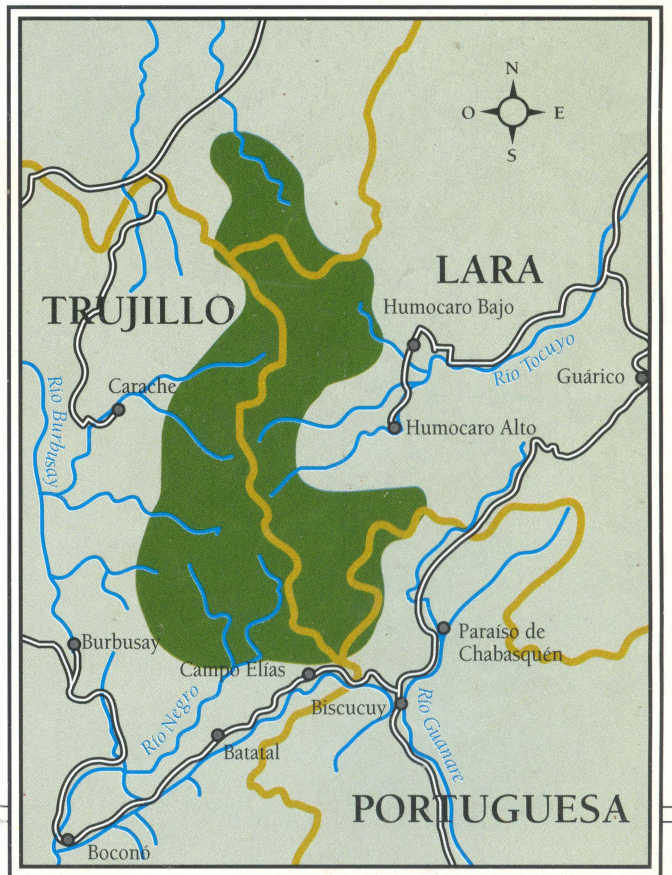 N
O
E
S
LARA
TRUJILLO
Humocaro Bajo
Río Tocuyo
Guárico
Carache
Río Burbusay
Humocaro Alto
Burbusay
Paraíso de
Chabasquén
Campo Elías
Biscucuy
Río Negro
Río Guanare
Batatal
PORTUGUESA
Boconó